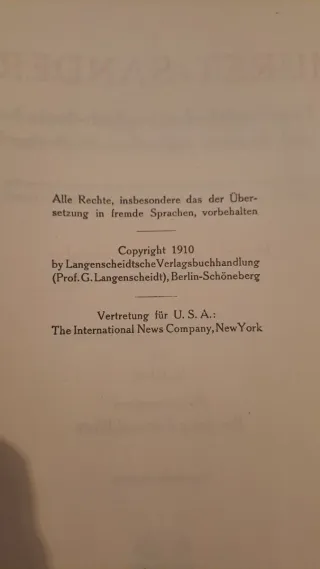 Alle Rechte, insbesondere das der Über-
setzung in fremde Sprachen, vorbehalten
Copyright 1910
by Langenscheidtsche Verlagsbuchhandlung
(Prof. G. Langenscheidt), Berlin-Schöneberg
Vertretung für U. S. A.:
The International News Company, New York